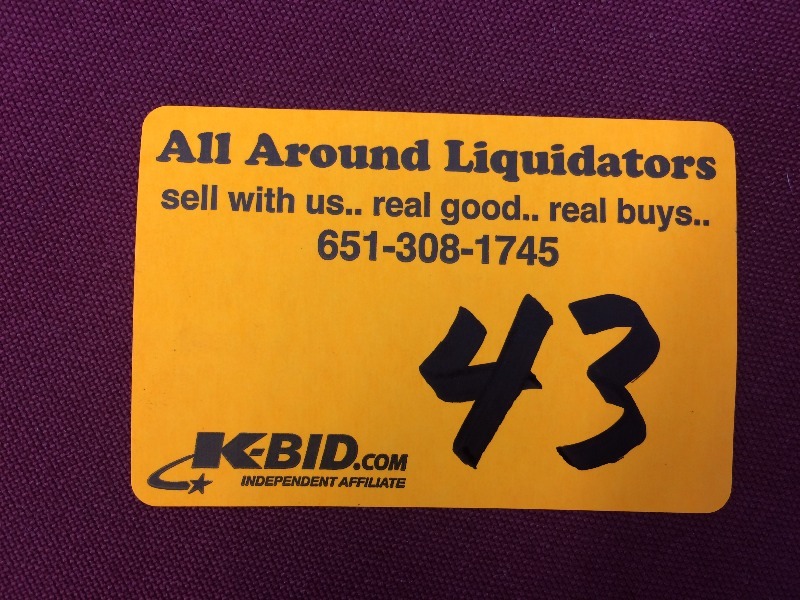 All Around Liquidators
sell with us.. real good.. real buys..
651-308-1745
43
K-BID.COM
INDEPENDENT AFFILIATE